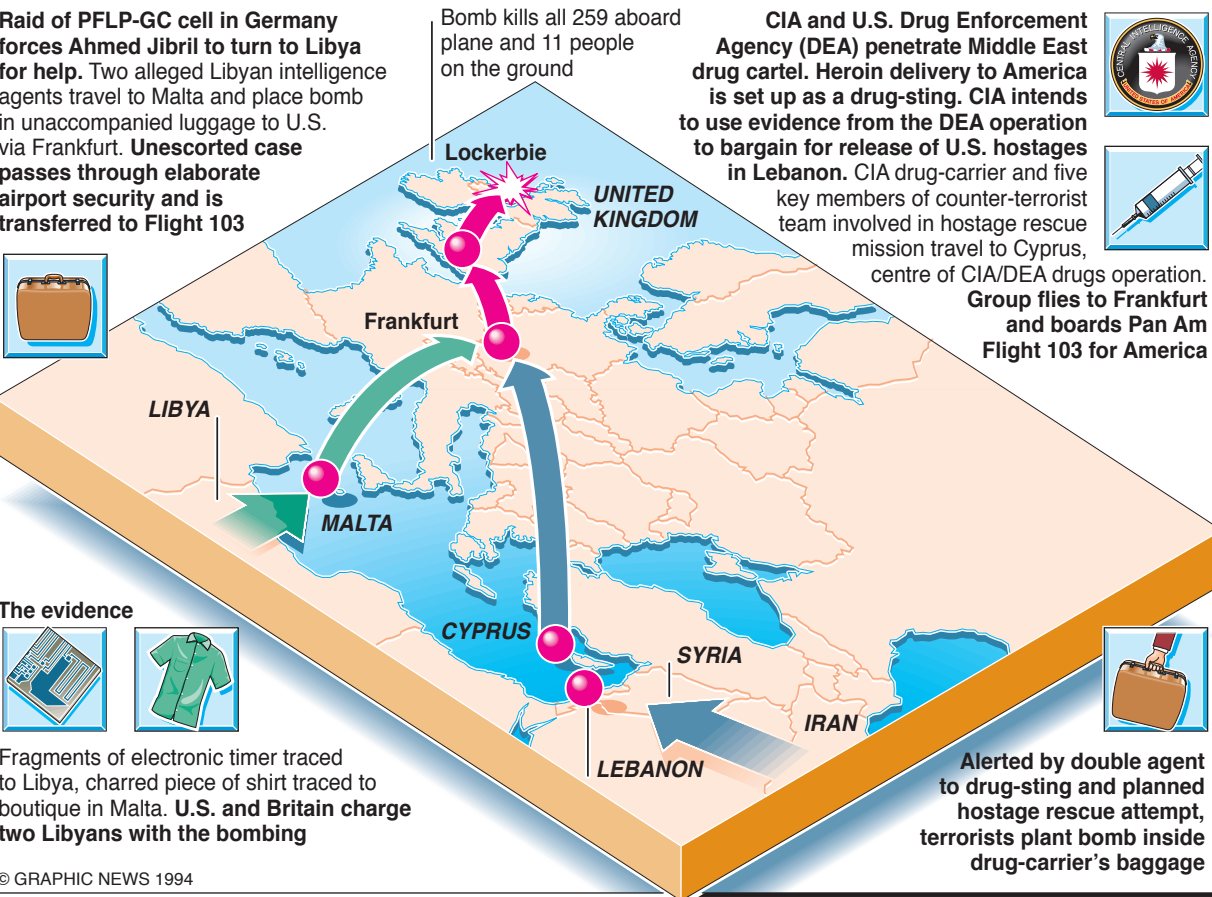 Raid of PFLP-GC cell in Germany
forces Ahmed Jibril to turn to Libya
for help. Two alleged Libyan intelligence
agents travel to Malta and place bomb
in unaccompanied luggage to U.S.
via Frankfurt. Unescorted case
passes through elaborate
airport security and is
transferred to Flight 103
Bomb kills all 259 aboard
plane and 11 people
on the ground
CIA and U.S. Drug Enforcement
Agency (DEA) penetrate Middle East
drug cartel. Heroin delivery to America
is set up as a drug-sting. CIA intends
to use evidence from the DEA operation
to bargain for release of U.S. hostages
in Lebanon. CIA drug-carrier and five
key members of counter-terrorist
team involved in hostage rescue
mission travel to Cyprus,
centre of CIA/DEA drugs operation.
Group flies to Frankfurt
and boards Pan Am
Flight 103 for America
CENTRAL INTELLIGENCE AGENCY
UNITED STATES OF AMERICA
Lockerbie
UNITED
KINGDOM
Frankfurt
LIBYA
MALTA
CYPRUS
SYRIA
IRAN
LEBANON
The evidence
Fragments of electronic timer traced
to Libya, charred piece of shirt traced to
boutique in Malta. U.S. and Britain charge
two Libyans with the bombing
Alerted by double agent
to drug-sting and planned
hostage rescue attempt,
terrorists plant bomb inside
drug-carrier's baggage
© GRAPHIC NEWS 1994